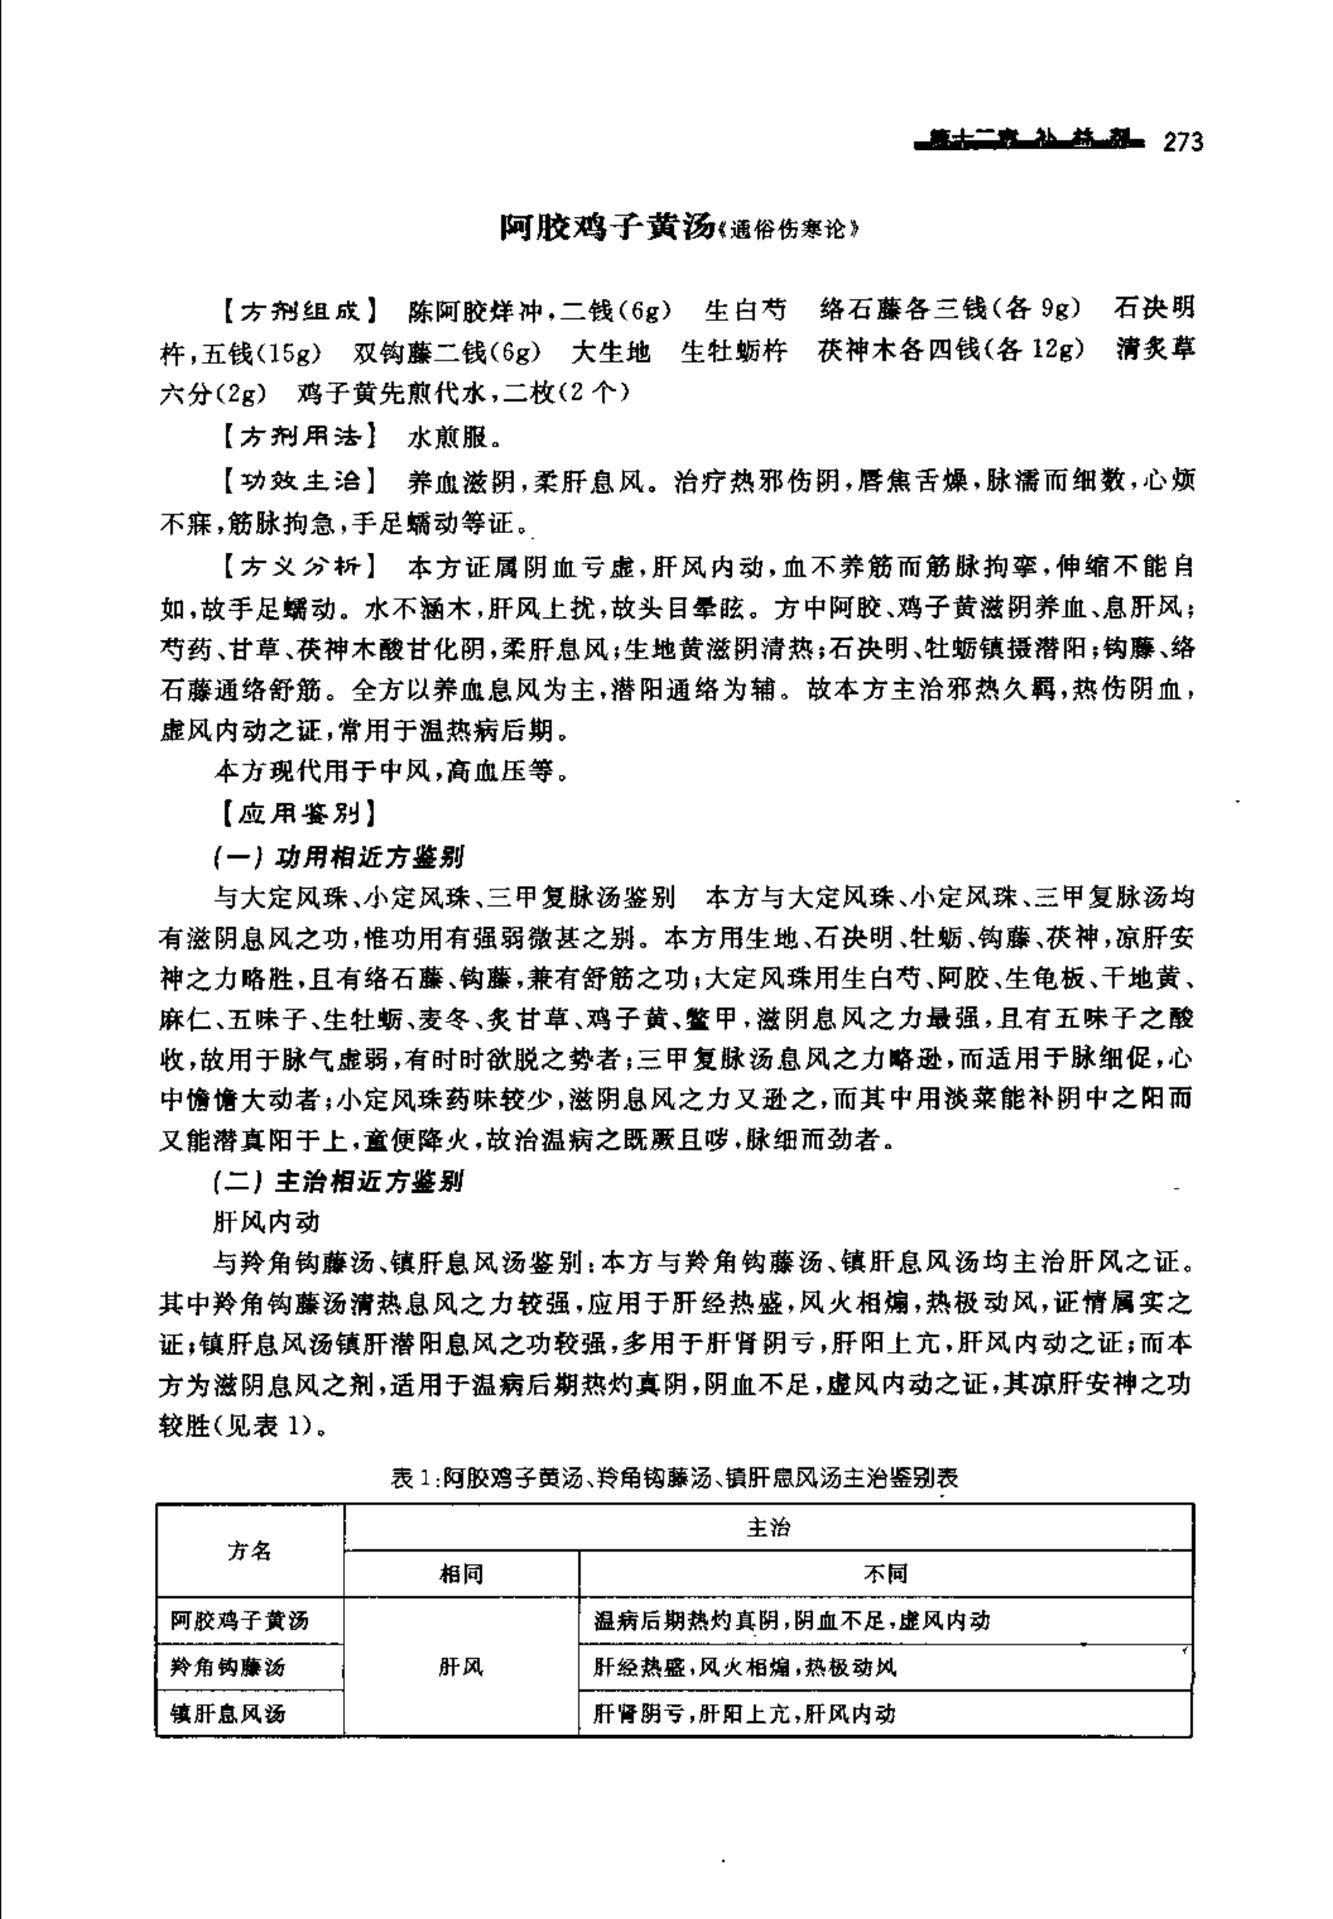 第十二章 补益剂 273
阿胶鸡子黄汤《通俗伤寒论》
【方剂组成】 陈阿胶烊冲,二钱(6g) 生白芍 络石藤各三钱(各 9g) 石决明
杵,五钱(15g) 双钩藤二钱(6g) 大生地 生牡蛎杵 茯神木各四钱(各 12g) 清炙草
六分(2g) 鸡子黄先煎代水,二枚(2 个)
【方剂用法】 水煎服。
【功效主治】 养血滋阴,柔肝息风。治疗热邪伤阴,唇焦舌燥,脉濡而细数,心烦
不寐,筋脉拘急,手足蠕动等证。
【方义分析】 本方证属阴血亏虚,肝风内动,血不养筋而筋脉拘挛,伸缩不能自
如,故手足蠕动。水不涵木,肝风上扰,故头目晕眩。方中阿胶、鸡子黄滋阴养血、息肝风;
芍药、甘草、茯神木酸甘化阴,柔肝息风;生地黄滋阴清热;石决明、牡蛎镇摄潜阳;钩藤、络
石藤通络舒筋。全方以养血息风为主,潜阳通络为辅。故本方主治邪热久羁,热伤阴血,
虚风内动之证,常用于温热病后期。
本方现代用于中风,高血压等。
【应用鉴别】
(一)功用相近方鉴别
与大定风珠、小定风珠、三甲复脉汤鉴别 本方与大定风珠、小定风珠、三甲复脉汤均
有滋阴息风之功,惟功用有强弱微甚之别。本方用生地、石决明、牡蛎、钩藤、茯神,凉肝安
神之力略胜,且有络石藤、钩藤,兼有舒筋之功;大定风珠用生白芍、阿胶、生龟板、干地黄、
麻仁、五味子、生牡蛎、麦冬、炙甘草、鸡子黄、鳖甲,滋阴息风之力最强,且有五味子之酸
收,故用于脉气虚弱,有时时欲脱之势者;三甲复脉汤息风之力略逊,而适用于脉细促,心
中憺憺大动者;小定风珠药味较少,滋阴息风之力又逊之,而其中用淡菜能补阴中之阳而
又能潜真阳于上,童便降火,故治温病之既厥且哕,脉细而劲者。
(二)主治相近方鉴别
肝风内动
与羚角钩藤汤、镇肝息风汤鉴别:本方与羚角钩藤汤、镇肝息风汤均主治肝风之证。
其中羚角钩藤汤清热息风之力较强,应用于肝经热盛,风火相煽,热极动风,证情属实之
证;镇肝息风汤镇肝潜阳息风之功较强,多用于肝肾阴亏,肝阳上亢,肝风内动之证;而本
方为滋阴息风之剂,适用于温病后期热灼真阴,阴血不足,虚风内动之证,其凉肝安神之功
较胜(见表 1)。
表 1:阿胶鸡子黄汤、羚角钩藤汤、镇肝息风汤主治鉴别表
方名 主治
相同 不同
阿胶鸡子黄汤 温病后期热灼真阴,阴血不足,虚风内动
羚角钩藤汤 肝风 肝经热盛,风火相煽,热极动风
镇肝息风汤 肝肾阴亏,肝阳上亢,肝风内动